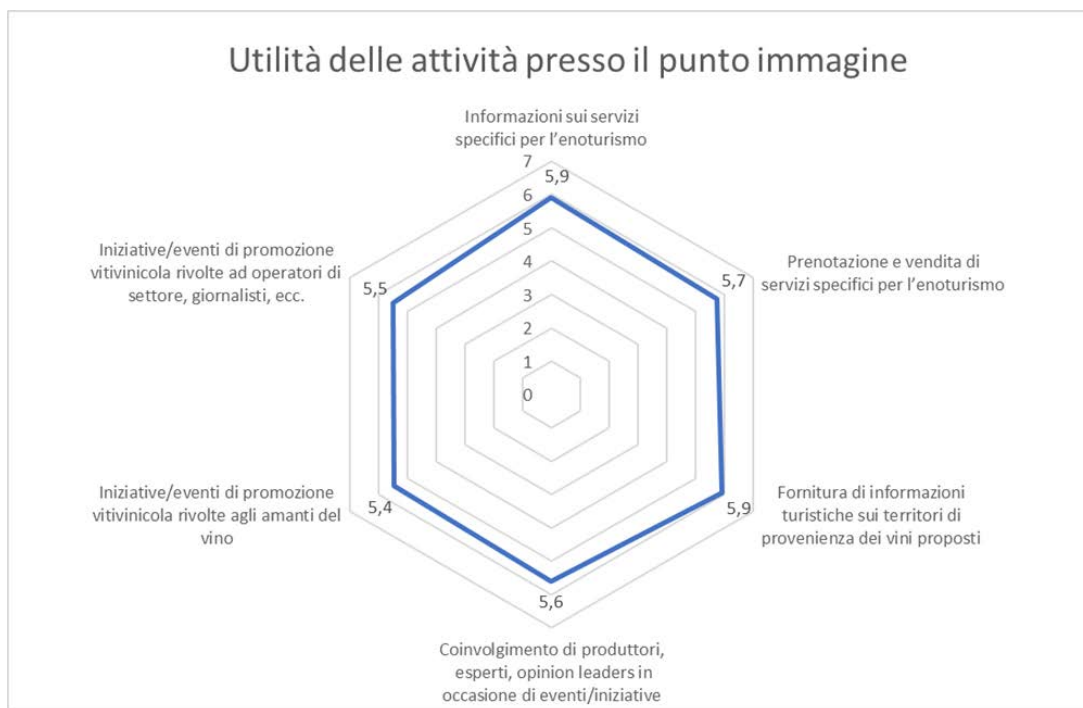 Utilità delle attività presso il punto immagine
Informazioni sui servizi
specifici per l'enoturismo
7
5,9
6
5
4
3
2
1
0
Prenotazione e vendita di
servizi specifici per l'enoturismo
5,7
Fornitura di informazioni
turistiche sui territori di
provenienza dei vini proposti
5,9
5,6
Coinvolgimento di produttori,
esperti, opinion leaders in
occasione di eventi/iniziative
Iniziative/eventi di promozione
vitivinicola rivolte agli amanti del
vino
5,4
Iniziative/eventi di promozione
vitivinicola rivolte ad operatori di
settore, giornalisti, ecc.
5,5